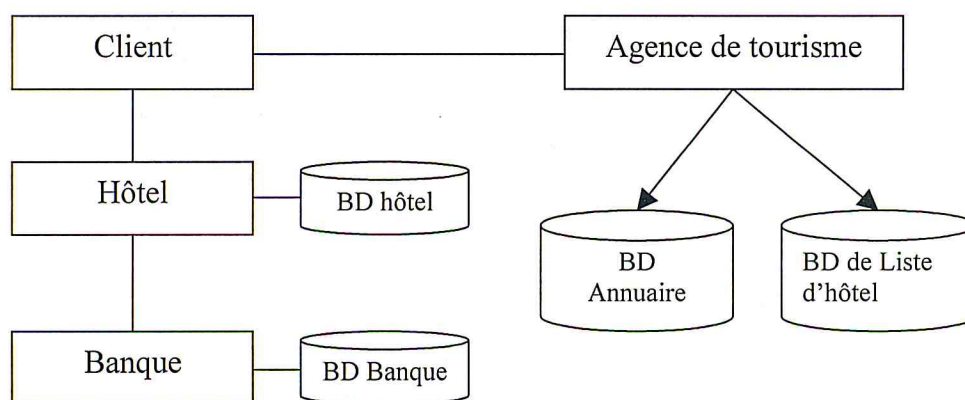 Client
Agence de tourisme
Hôtel
BD hôtel
BD
Annuaire
BD de Liste
d'hôtel
Banque
BD Banque